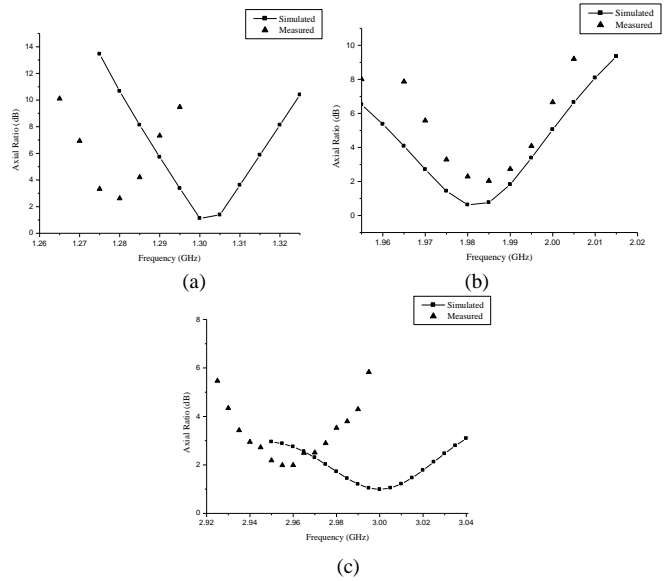 Simulated
Measured
14
12
10
8
6
4
2
0
Axial Ratio (dB)
1.26 1.27 1.28 1.29 1.30 1.31 1.32
Frequency (GHz)
(a)
Simulated
Measured
10
8
6
4
2
0
Axial Ratio (dB)
1.96 1.97 1.98 1.99 2.00 2.01 2.02
Frequency (GHz)
(b)
Simulated
Measured
8
6
4
2
0
Axial Ratio (dB)
2.92 2.94 2.96 2.98 3.00 3.02 3.04
Frequency (GHz)
(c)